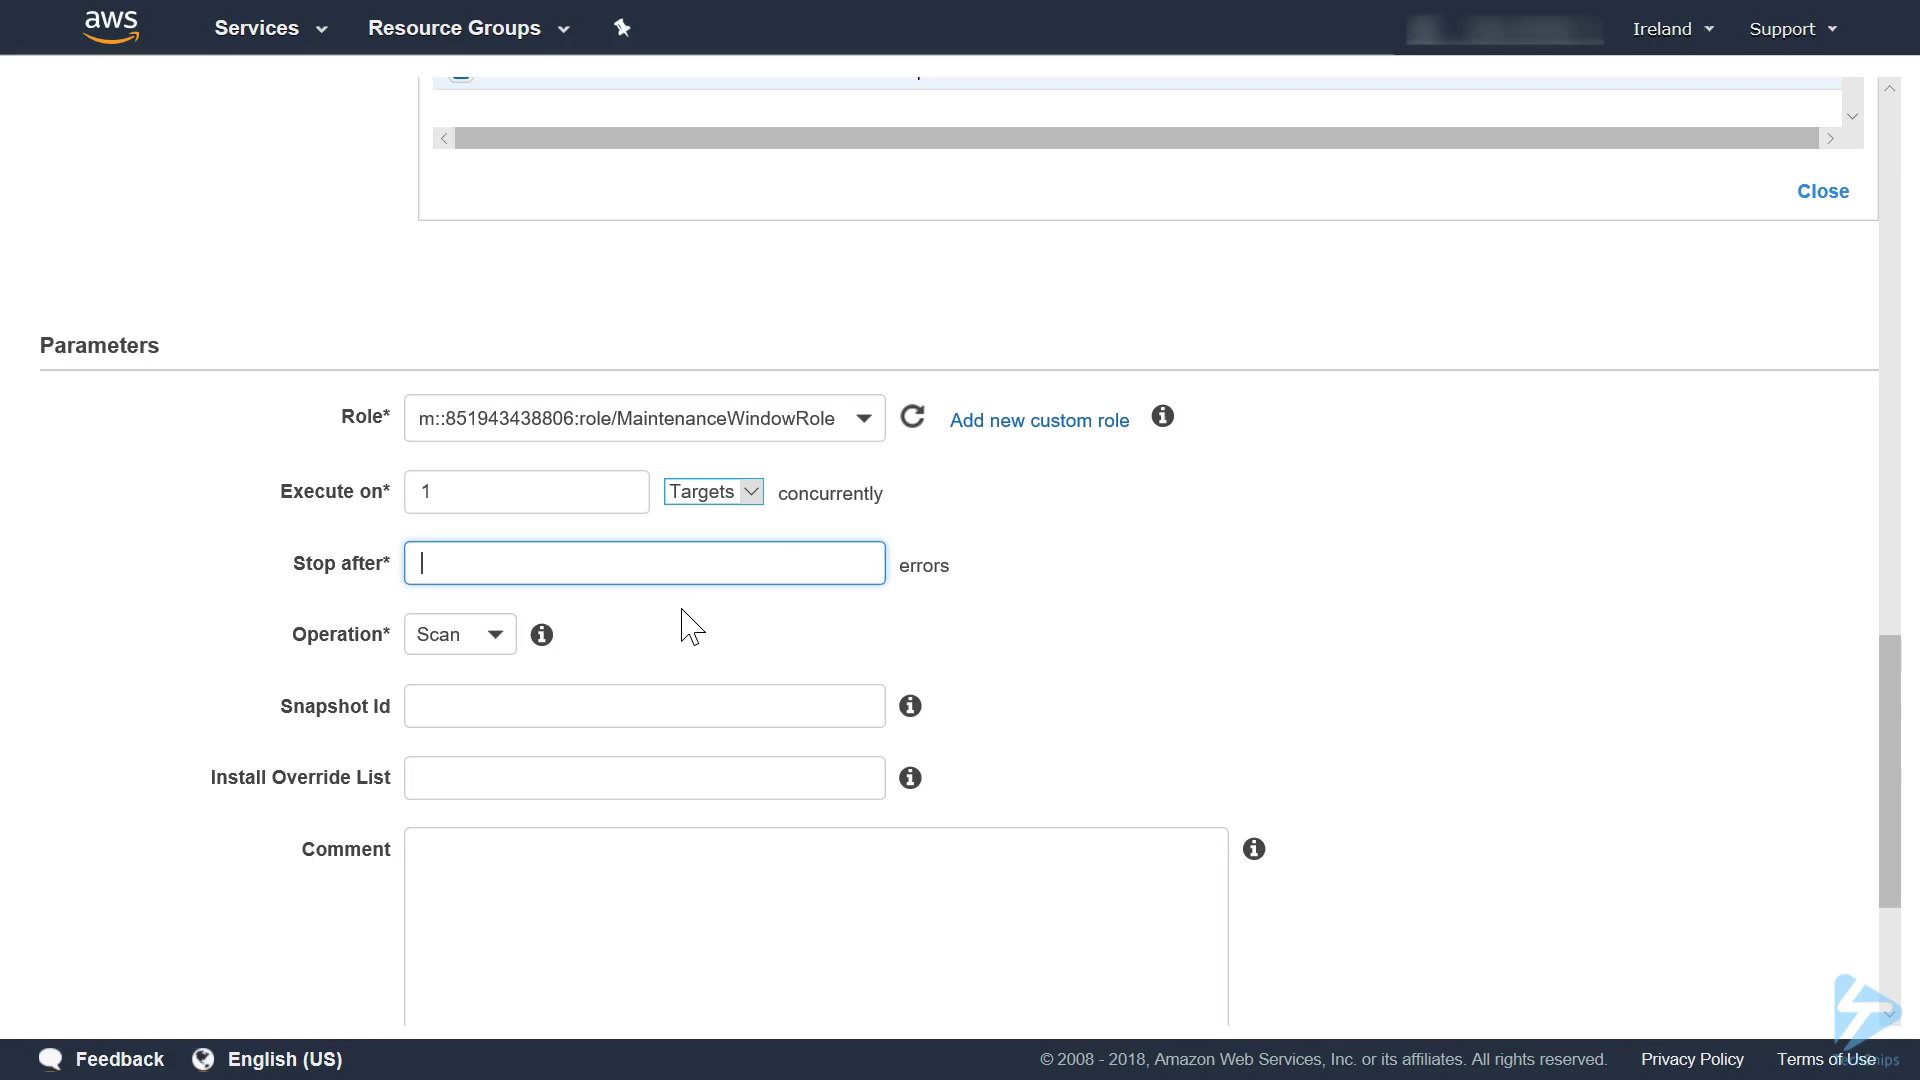 aws Services Resource Groups Ireland Support
Close
Parameters
Role* m::851943438806:role/MaintenanceWindowRole Add new custom role
Execute on* 1 Targets concurrently
Stop after* errors
Operation* Scan
Snapshot Id
Install Override List
Comment
Feedback English (US) © 2008 - 2018, Amazon Web Services, Inc. or its affiliates. All rights reserved. Privacy Policy Terms of Use